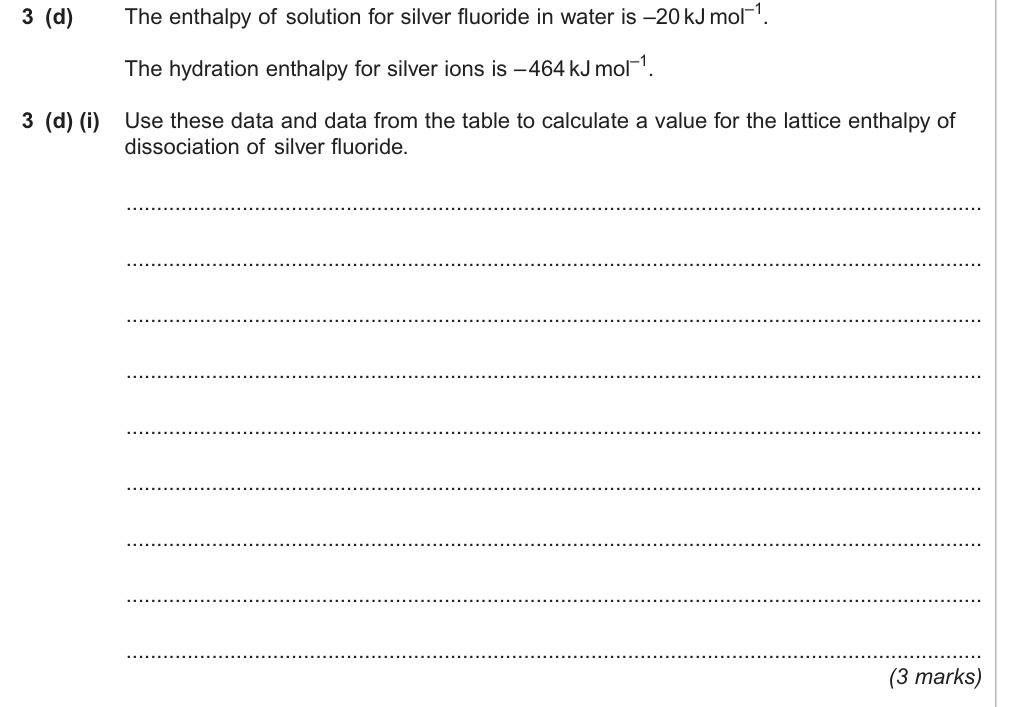 3 (d) The enthalpy of solution for silver fluoride in water is –20 kJ mol⁻¹.
The hydration enthalpy for silver ions is –464 kJ mol⁻¹.
3 (d) (i) Use these data and data from the table to calculate a value for the lattice enthalpy of
dissociation of silver fluoride.
(3 marks)